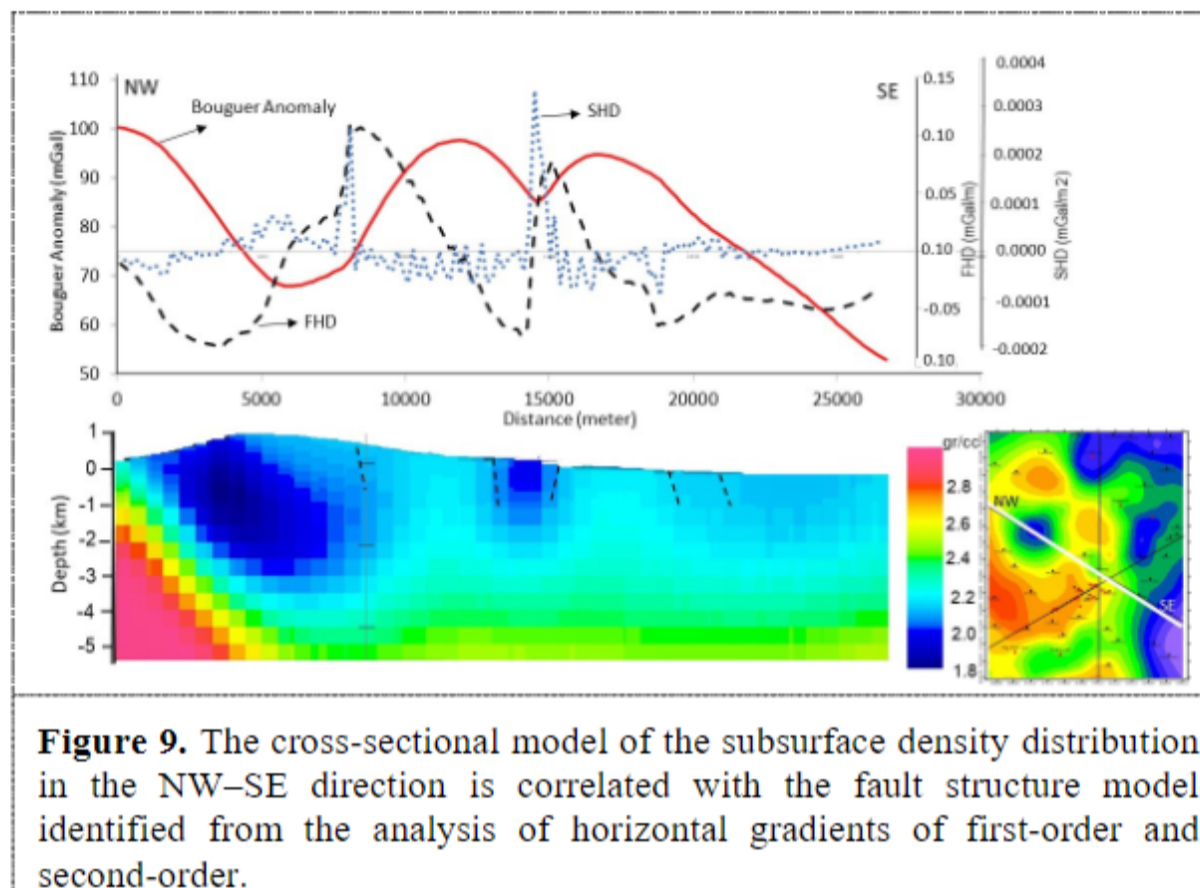 NW
SE
Bouguer Anomaly
SHD
FHD
Bouguer Anomaly (mGal)
110
100
90
80
70
60
50
0
5000
10000
15000
20000
25000
30000
Distance (meter)
0.15
0.10
0.05
0.10
-0.05
0.10
FHD (mGal/m)
0.0004
0.0003
0.0002
0.0001
0.0000
-0.0001
-0.0002
SHD (mGalm2)
Depth (km)
1
0
-1
-2
-3
-4
-5
gr/cc
2.8
2.6
2.4
2.2
2.0
1.8
NW
SE
Figure 9. The cross-sectional model of the subsurface density distribution
in the NW–SE direction is correlated with the fault structure model
identified from the analysis of horizontal gradients of first-order and
second-order.